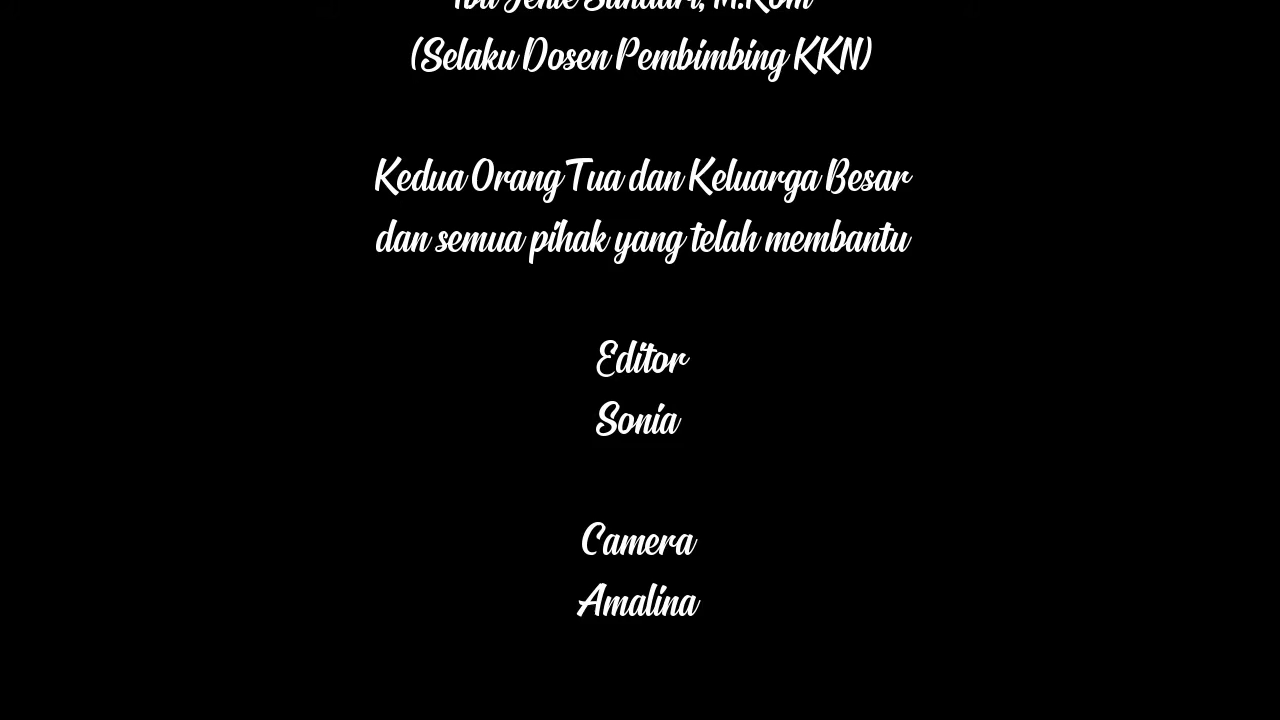 M.Kom
(Selaku Dosen Pembimbing KKN)
Kedua Orang Tua dan Keluarga Besar
dan semua pihak yang telah membantu
Editor
Sonia
Camera
Amalina